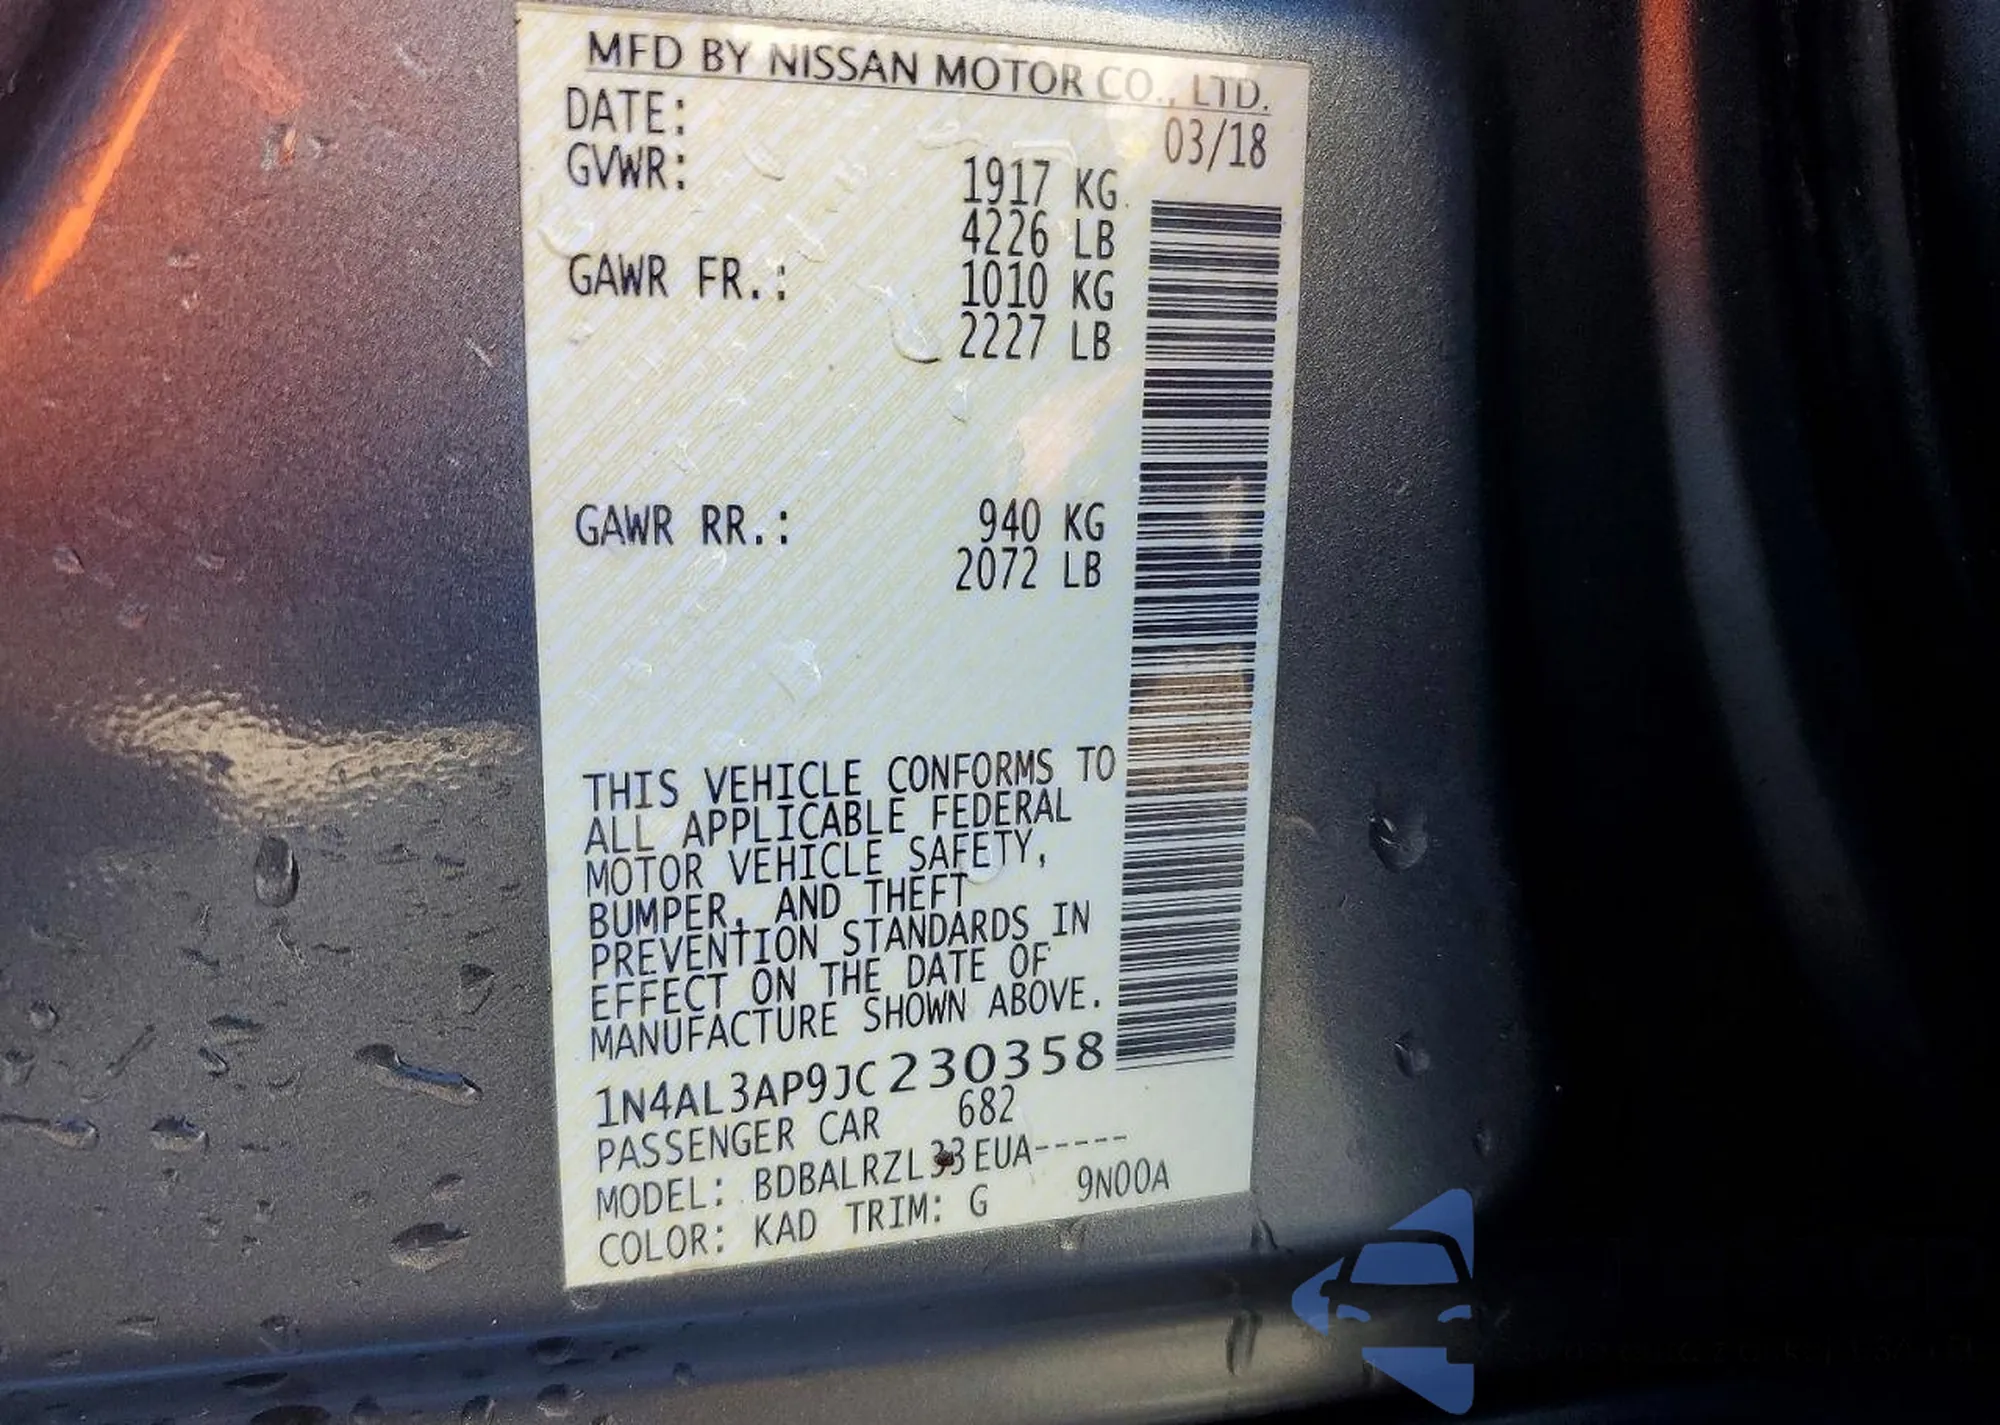 MFD BY NISSAN MOTOR CO., LTD.
DATE: 03/18
GVWR: 1917 KG
4226 LB
GAWR FR.: 1010 KG
2227 LB
GAWR RR.: 940 KG
2072 LB
THIS VEHICLE CONFORMS TO
ALL APPLICABLE FEDERAL
MOTOR VEHICLE SAFETY,
BUMPER, AND THEFT
PREVENTION STANDARDS IN
EFFECT ON THE DATE OF
MANUFACTURE SHOWN ABOVE.
1N4AL3AP9JC230358
PASSENGER CAR 682
MODEL: BDBALRZL33EUA-----
COLOR: KAD TRIM: G 9N00A